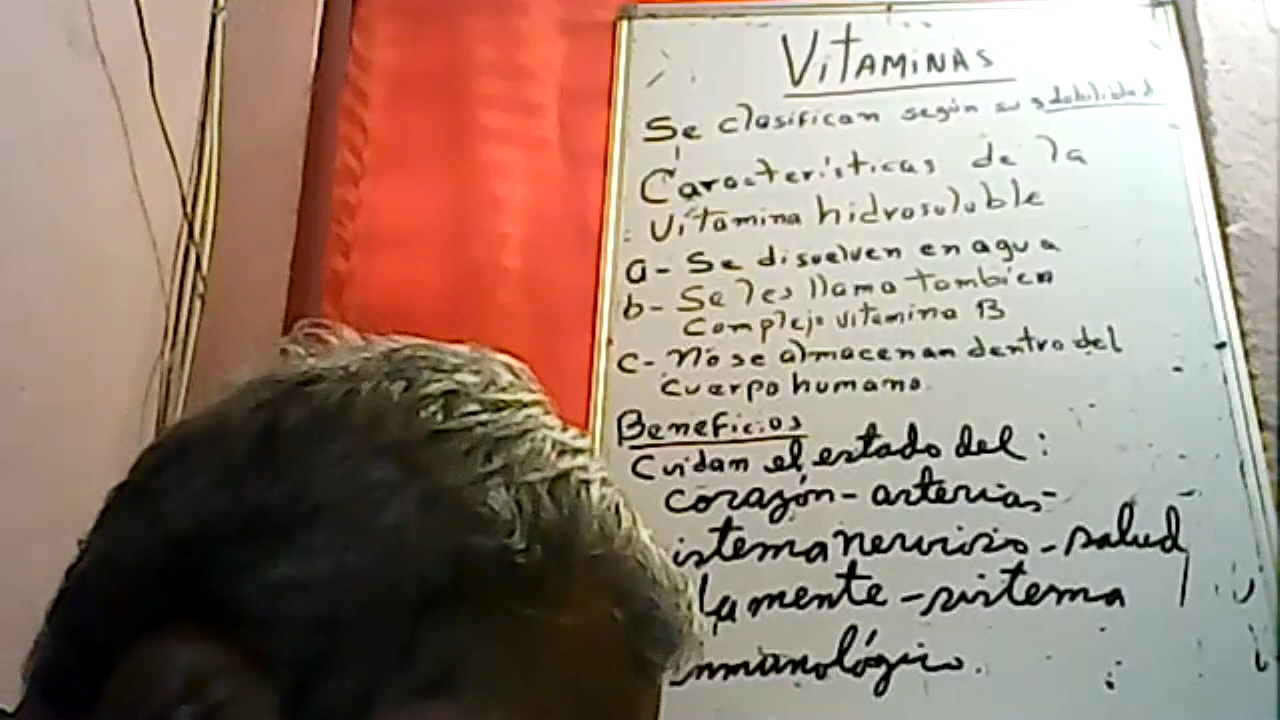 VITAMINAS
Se clasifican según su solubilidad
Características de la
vitamina hidrosoluble
a- Se disuelven en agua
b- Se les llama también
Complejo vitamina B
c- No se almacenan dentro del
cuerpo humano.
Beneficios
Cuidan el estado del :
corazón - arterias -
istema nervioso - salud
la mente - sistema
inmunológico.